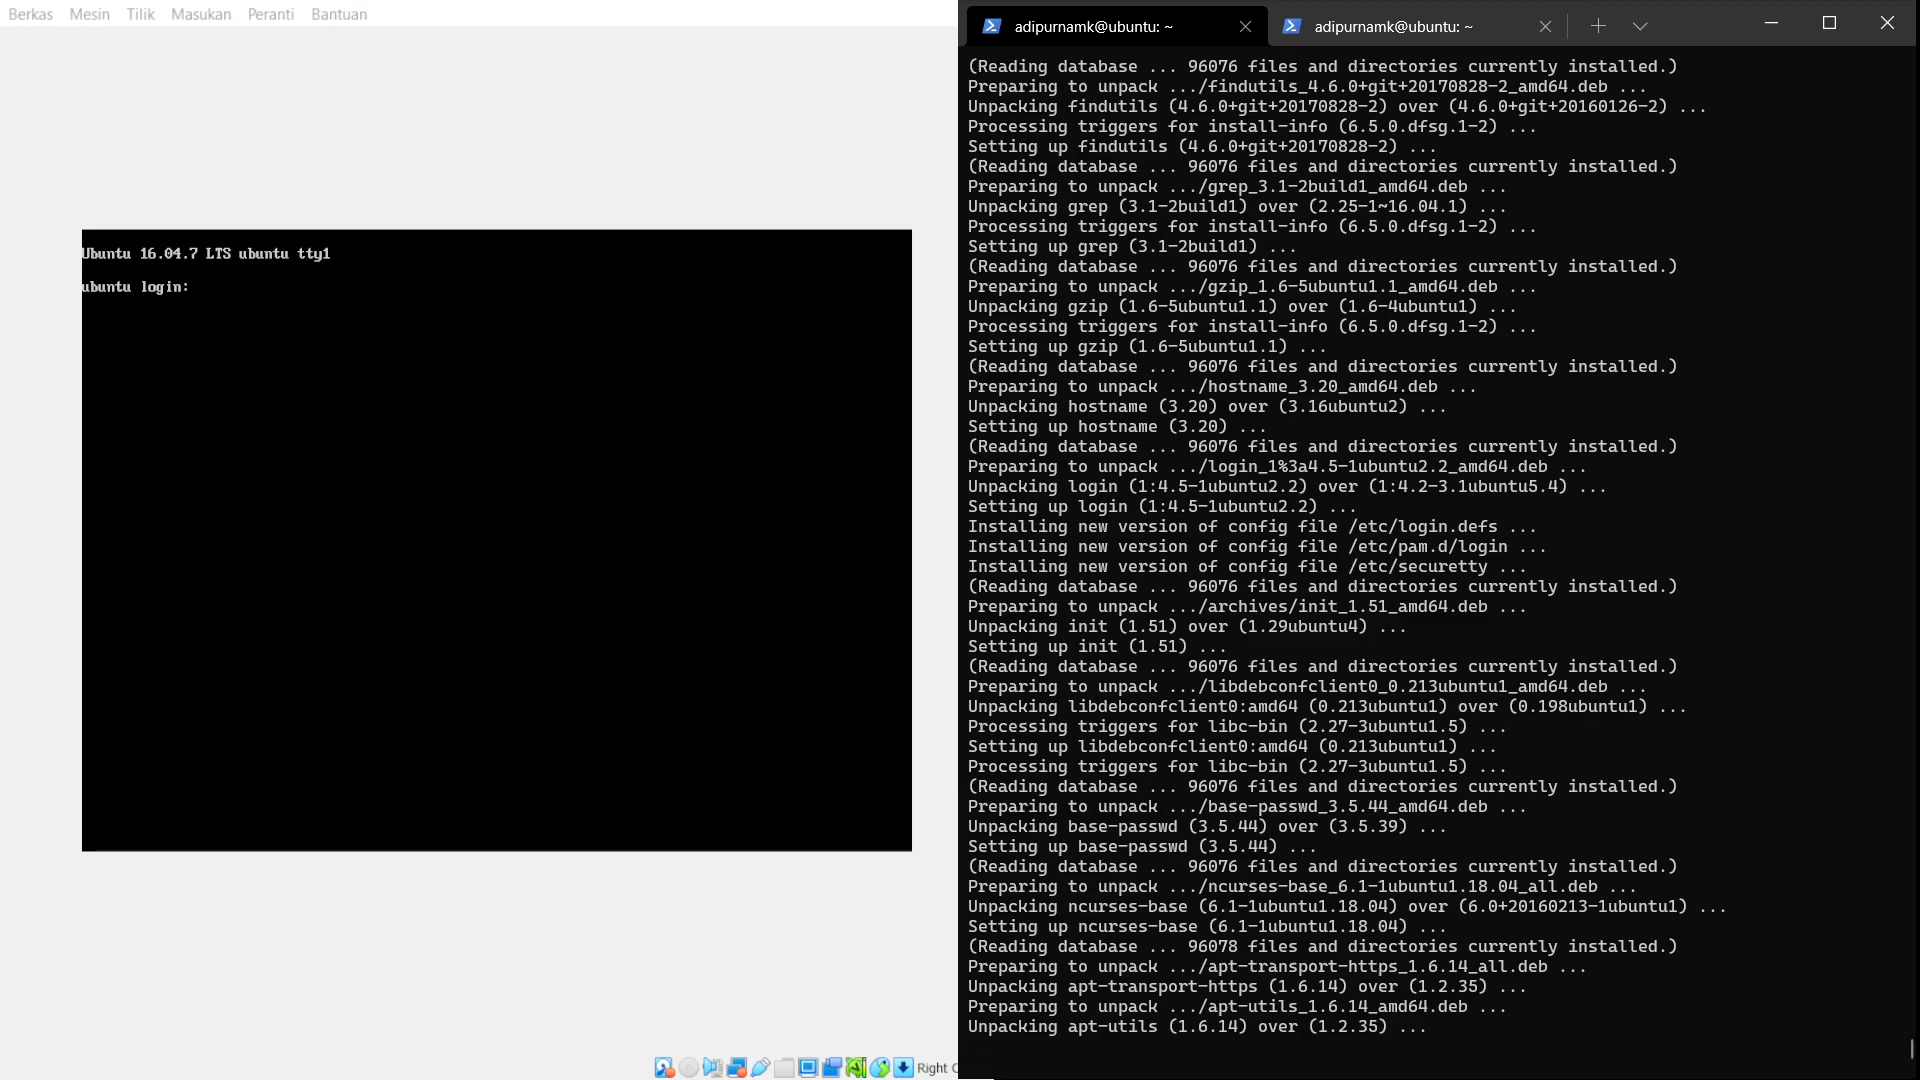 Berkas Mesin Tilik Masukan Peranti Bantuan
Ubuntu 16.04.7 LTS ubuntu tty1
ubuntu login:
Right C
adipurnamk@ubuntu: ~
adipurnamk@ubuntu: ~
(Reading database ... 96076 files and directories currently installed.)
Preparing to unpack .../findutils_4.6.0+git+20170828-2_amd64.deb ...
Unpacking findutils (4.6.0+git+20170828-2) over (4.6.0+git+20160126-2) ...
Processing triggers for install-info (6.5.0.dfsg.1-2) ...
Setting up findutils (4.6.0+git+20170828-2) ...
(Reading database ... 96076 files and directories currently installed.)
Preparing to unpack .../grep_3.1-2build1_amd64.deb ...
Unpacking grep (3.1-2build1) over (2.25-1~16.04.1) ...
Processing triggers for install-info (6.5.0.dfsg.1-2) ...
Setting up grep (3.1-2build1) ...
(Reading database ... 96076 files and directories currently installed.)
Preparing to unpack .../gzip_1.6-5ubuntu1.1_amd64.deb ...
Unpacking gzip (1.6-5ubuntu1.1) over (1.6-4ubuntu1) ...
Processing triggers for install-info (6.5.0.dfsg.1-2) ...
Setting up gzip (1.6-5ubuntu1.1) ...
(Reading database ... 96076 files and directories currently installed.)
Preparing to unpack .../hostname_3.20_amd64.deb ...
Unpacking hostname (3.20) over (3.16ubuntu2) ...
Setting up hostname (3.20) ...
(Reading database ... 96076 files and directories currently installed.)
Preparing to unpack .../login_1%3a4.5-1ubuntu2.2_amd64.deb ...
Unpacking login (1:4.5-1ubuntu2.2) over (1:4.2-3.1ubuntu5.4) ...
Setting up login (1:4.5-1ubuntu2.2) ...
Installing new version of config file /etc/login.defs ...
Installing new version of config file /etc/pam.d/login ...
Installing new version of config file /etc/securetty ...
(Reading database ... 96076 files and directories currently installed.)
Preparing to unpack .../archives/init_1.51_amd64.deb ...
Unpacking init (1.51) over (1.29ubuntu4) ...
Setting up init (1.51) ...
(Reading database ... 96076 files and directories currently installed.)
Preparing to unpack .../libdebconfclient0_0.213ubuntu1_amd64.deb ...
Unpacking libdebconfclient0:amd64 (0.213ubuntu1) over (0.198ubuntu1) ...
Processing triggers for libc-bin (2.27-3ubuntu1.5) ...
Setting up libdebconfclient0:amd64 (0.213ubuntu1) ...
Processing triggers for libc-bin (2.27-3ubuntu1.5) ...
(Reading database ... 96076 files and directories currently installed.)
Preparing to unpack .../base-passwd_3.5.44_amd64.deb ...
Unpacking base-passwd (3.5.44) over (3.5.39) ...
Setting up base-passwd (3.5.44) ...
(Reading database ... 96076 files and directories currently installed.)
Preparing to unpack .../ncurses-base_6.1-1ubuntu1.18.04_all.deb ...
Unpacking ncurses-base (6.1-1ubuntu1.18.04) over (6.0+20160213-1ubuntu1) ...
Setting up ncurses-base (6.1-1ubuntu1.18.04) ...
(Reading database ... 96078 files and directories currently installed.)
Preparing to unpack .../apt-transport-https_1.6.14_all.deb ...
Unpacking apt-transport-https (1.6.14) over (1.2.35) ...
Preparing to unpack .../apt-utils_1.6.14_amd64.deb ...
Unpacking apt-utils (1.6.14) over (1.2.35) ...